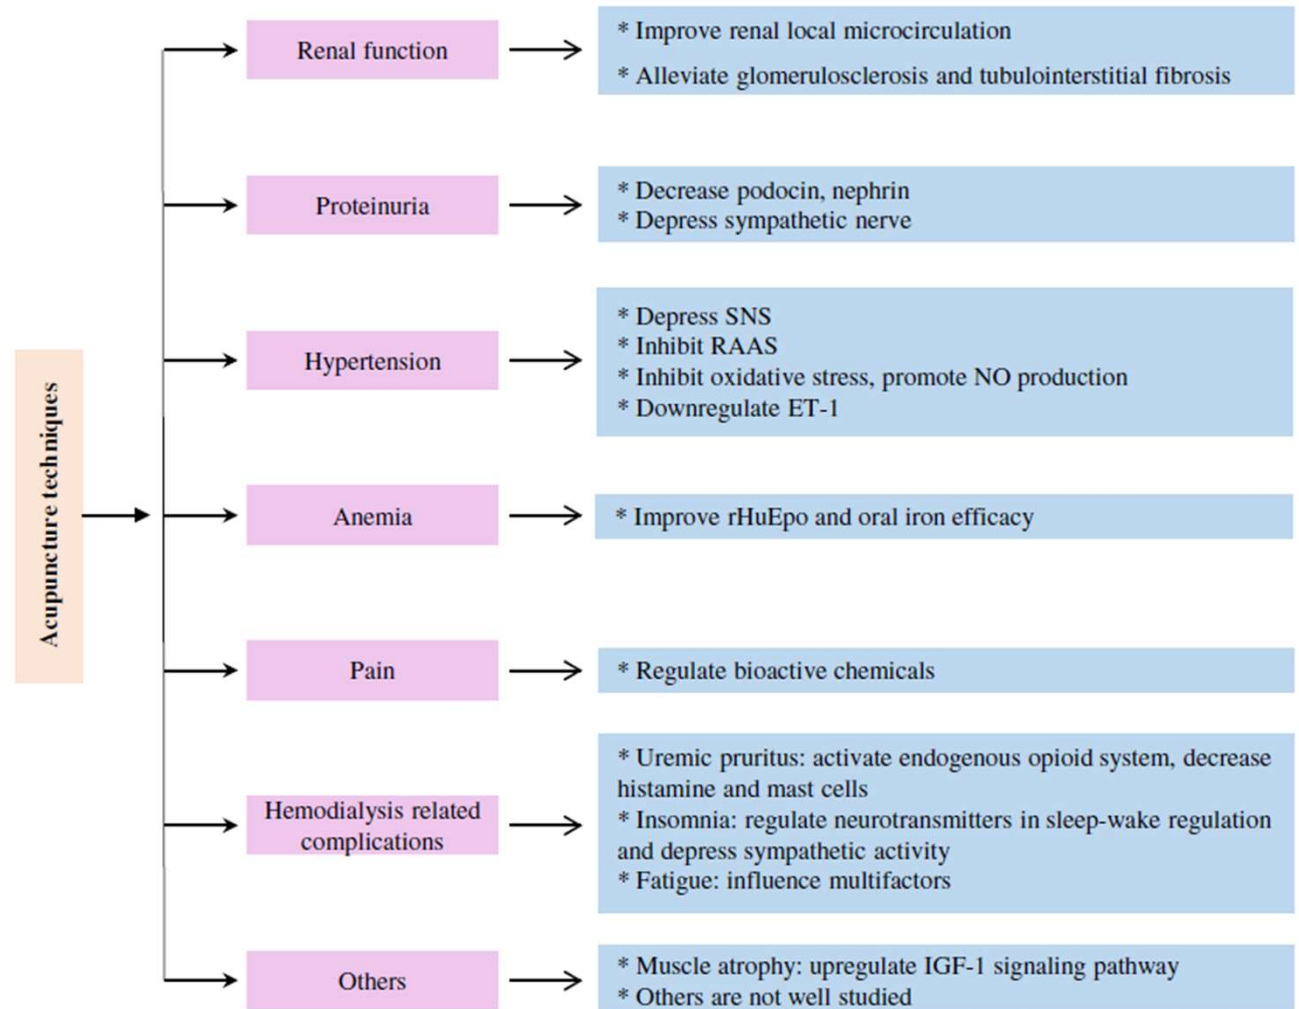 Acupuncture techniques
Renal function
* Improve renal local microcirculation
* Alleviate glomerulosclerosis and tubulointerstitial fibrosis
Proteinuria
* Decrease podocin, nephrin
* Depress sympathetic nerve
Hypertension
* Depress SNS
* Inhibit RAAS
* Inhibit oxidative stress, promote NO production
* Downregulate ET-1
Anemia
* Improve rHuEpo and oral iron efficacy
Pain
* Regulate bioactive chemicals
Hemodialysis related
complications
* Uremic pruritus: activate endogenous opioid system, decrease
histamine and mast cells
* Insomnia: regulate neurotransmitters in sleep-wake regulation
and depress sympathetic activity
* Fatigue: influence multifactors
Others
* Muscle atrophy: upregulate IGF-1 signaling pathway
* Others are not well studied